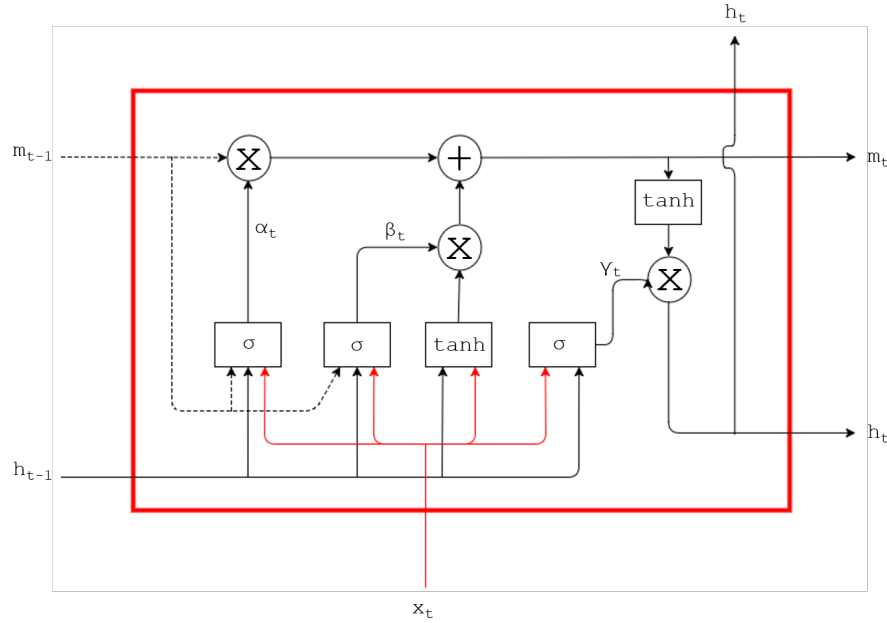 h_t
m_{t-1}
X
+
m_t
tanh
α_t
β_t
X
γ_t
X
σ
σ
tanh
σ
h_t
h_{t-1}
x_t